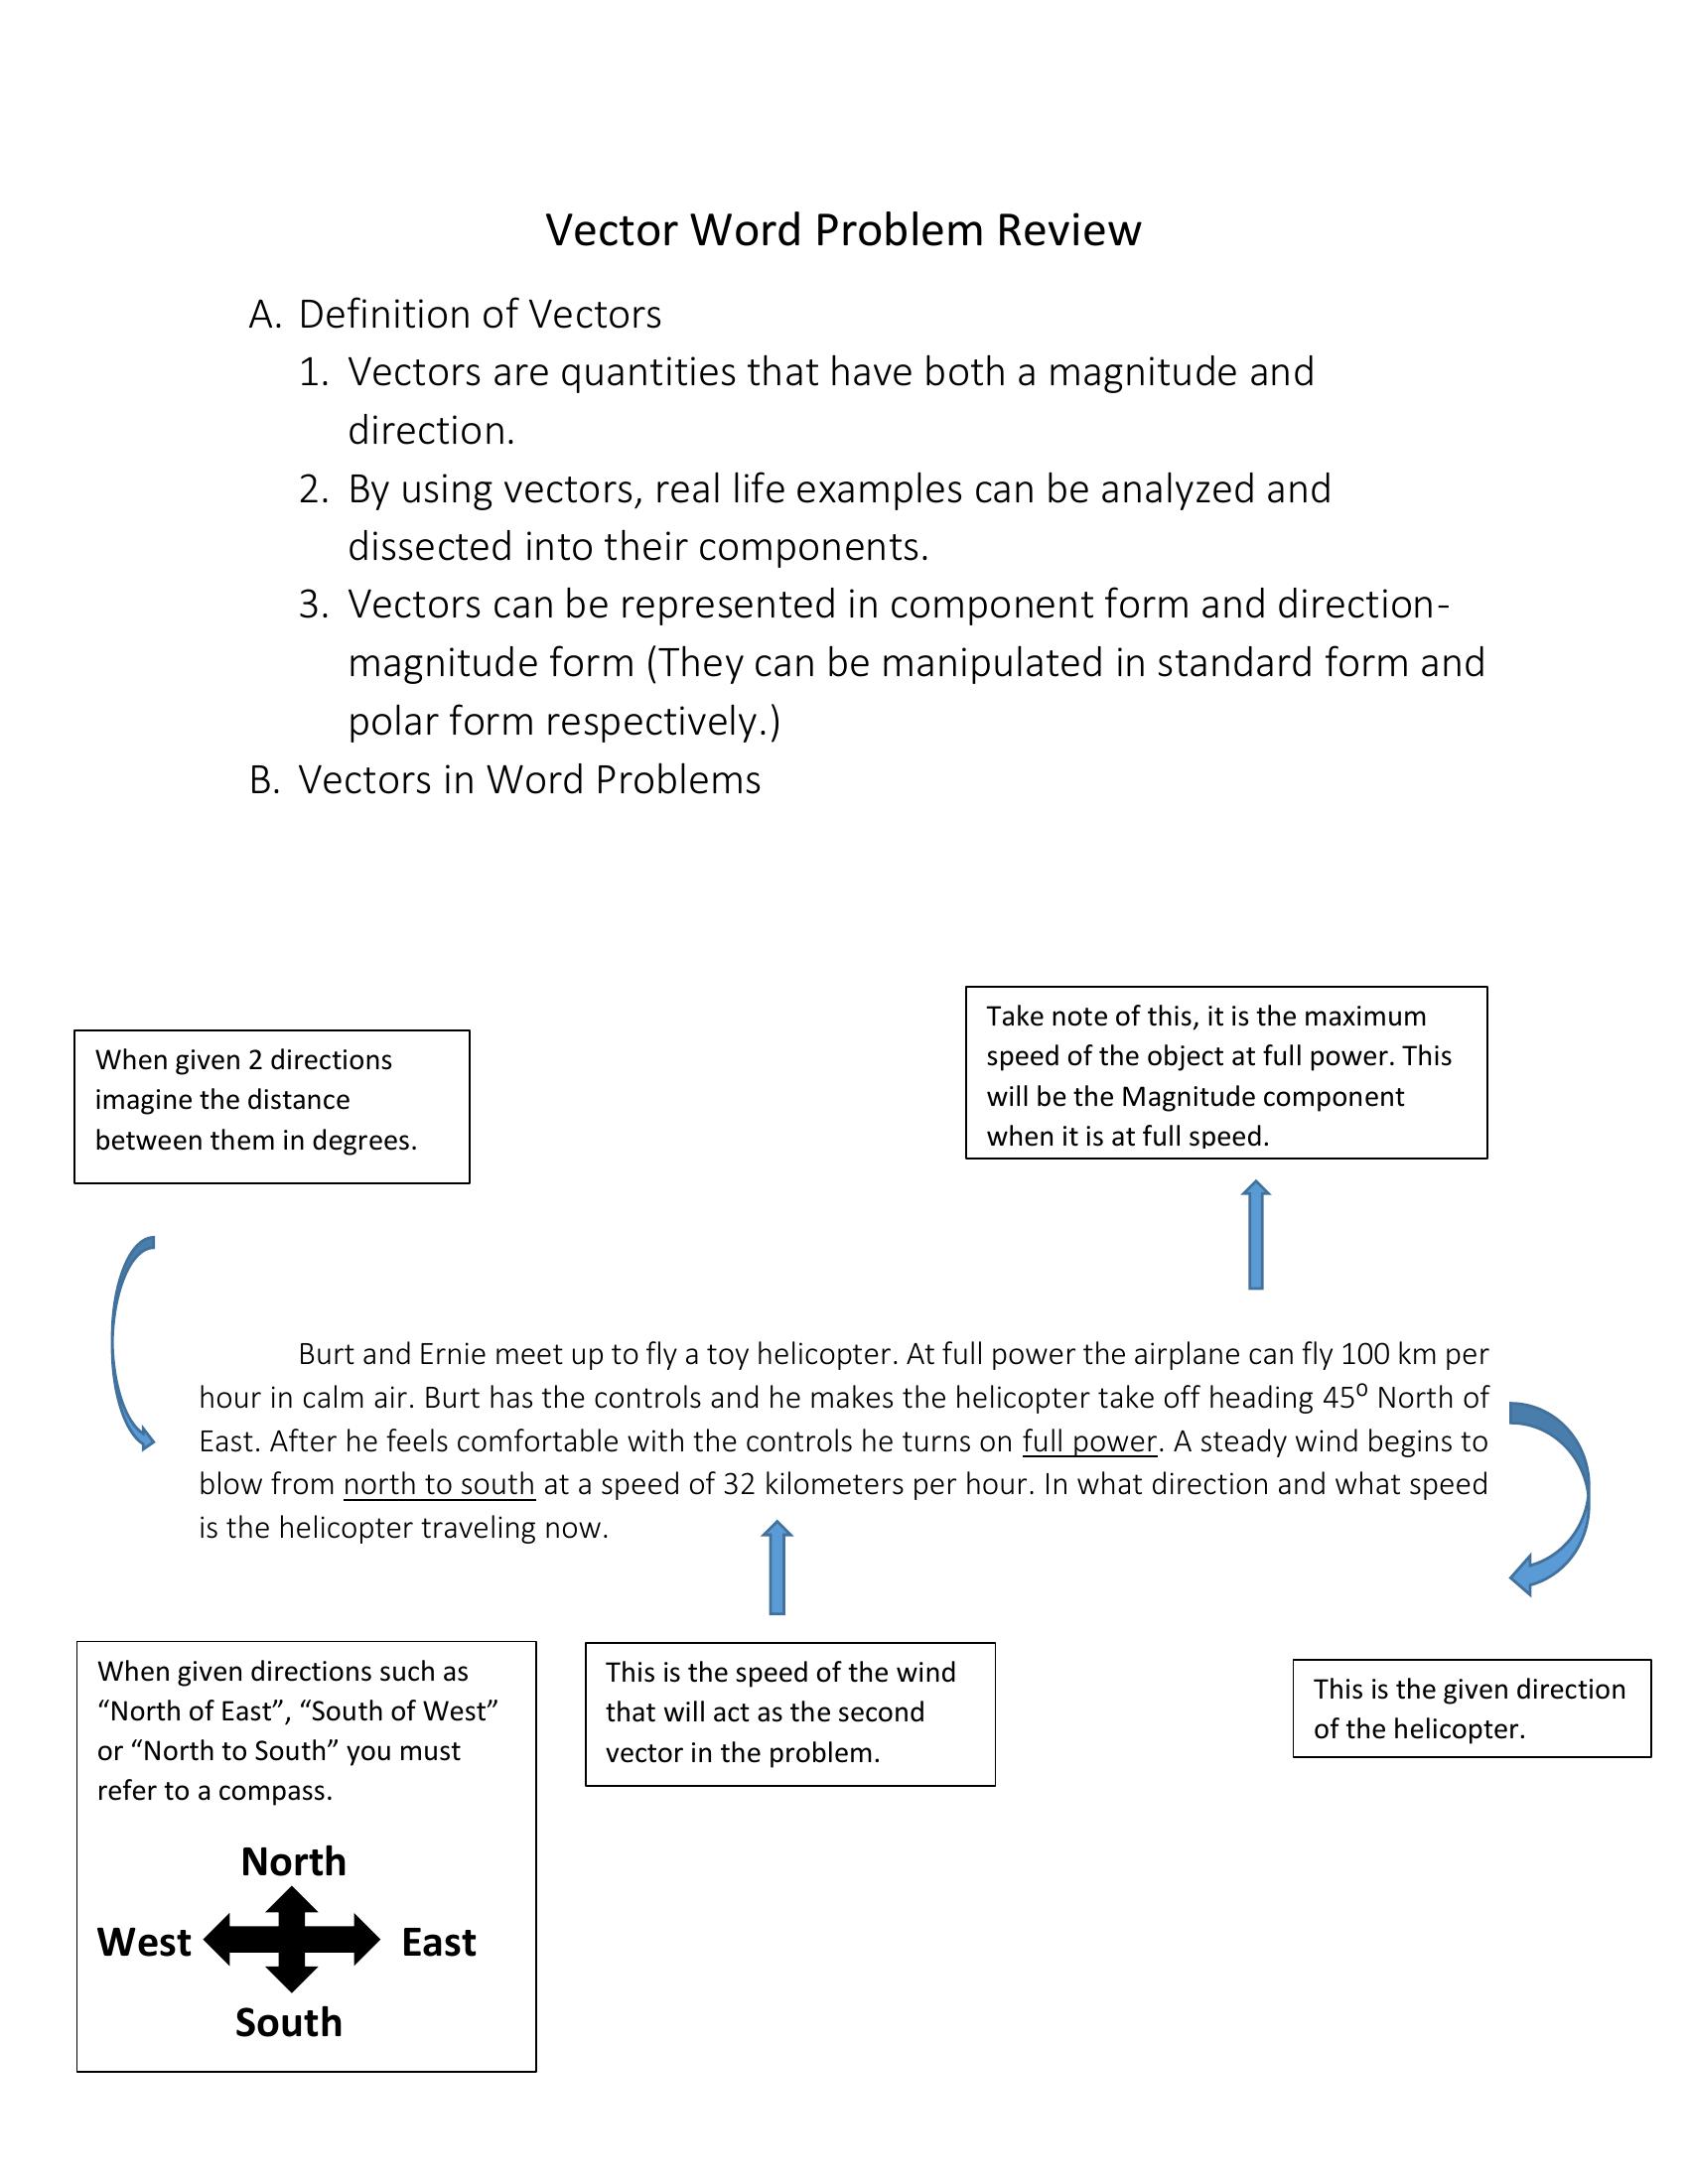 Vector Word Problem Review
A. Definition of Vectors
1. Vectors are quantities that have both a magnitude and
direction.
2. By using vectors, real life examples can be analyzed and
dissected into their components.
3. Vectors can be represented in component form and direction-
magnitude form (They can be manipulated in standard form and
polar form respectively.)
B. Vectors in Word Problems
When given 2 directions
imagine the distance
between them in degrees.
Take note of this, it is the maximum
speed of the object at full power. This
will be the Magnitude component
when it is at full speed.
Burt and Ernie meet up to fly a toy helicopter. At full power the airplane can fly 100 km per
hour in calm air. Burt has the controls and he makes the helicopter take off heading 45⁰ North of
East. After he feels comfortable with the controls he turns on full power. A steady wind begins to
blow from north to south at a speed of 32 kilometers per hour. In what direction and what speed
is the helicopter traveling now.
When given directions such as
“North of East”, “South of West”
or “North to South” you must
refer to a compass.
North
West East
South
This is the speed of the wind
that will act as the second
vector in the problem.
This is the given direction
of the helicopter.